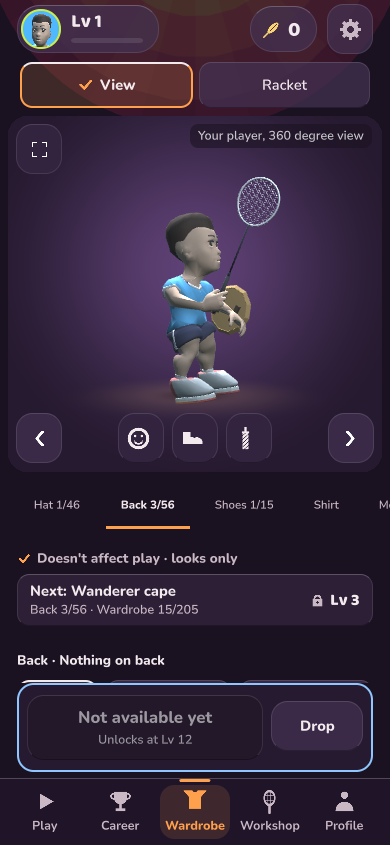 Lv 1
0
View
Racket
Your player, 360 degree view
Hat 1/46
Back 3/56
Shoes 1/15
Shirt
Doesn't affect play · looks only
Next: Wanderer cape
Back 3/56 · Wardrobe 15/205
Lv 3
Back · Nothing on back
Not available yet
Unlocks at Lv 12
Drop
Play
Career
Wardrobe
Workshop
Profile